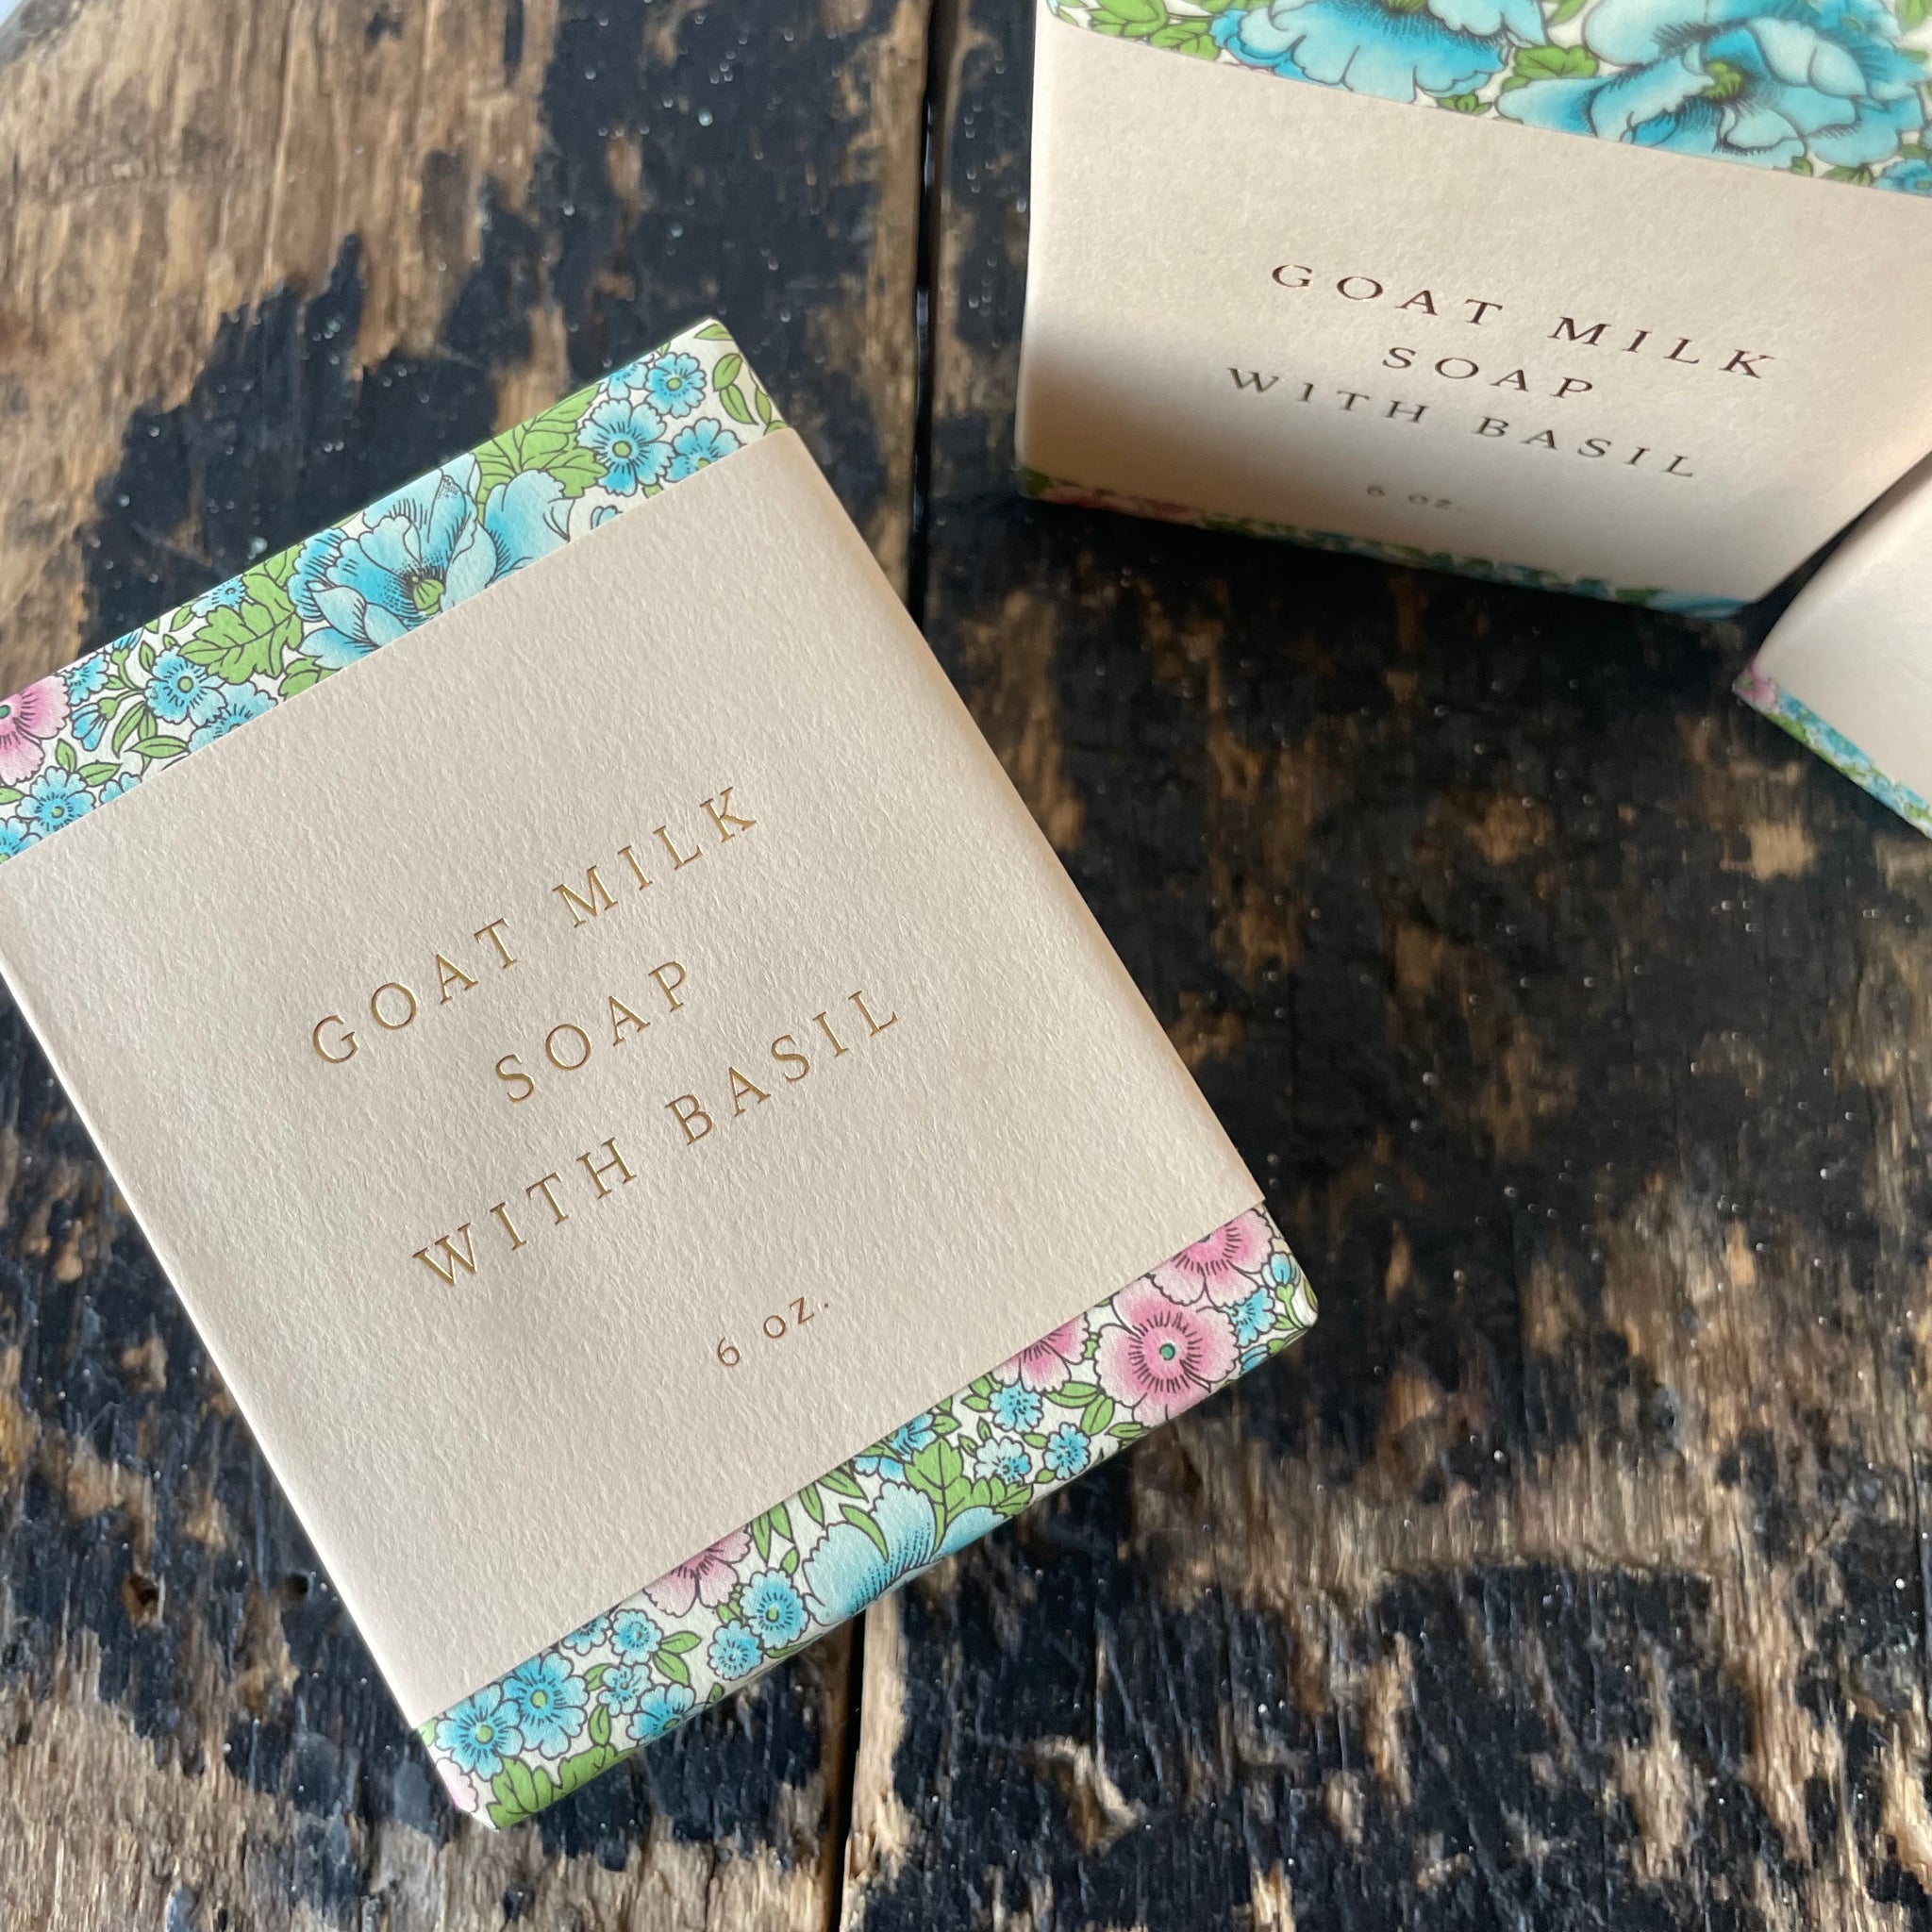 GOAT MILK
SOAP
WITH BASIL
6 oz.
GOAT MILK
SOAP
WITH BASIL
6 oz.